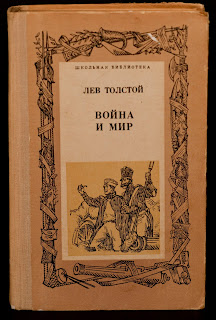 ШКОЛЬНАЯ БИБЛИОТЕКА
ЛЕВ ТОЛСТОЙ
ВОЙНА
И МИР